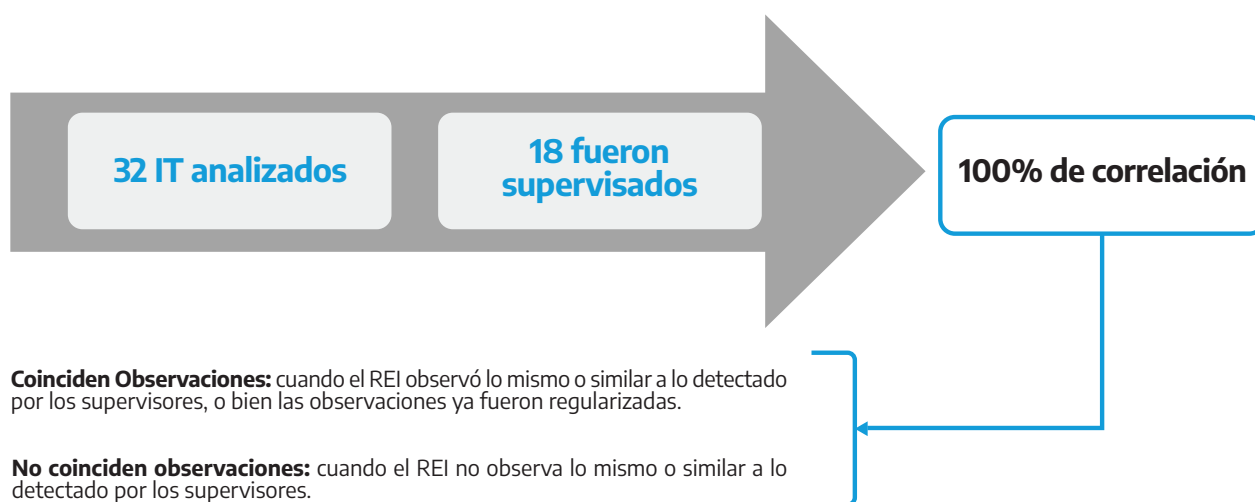 32 IT analizados
18 fueron
supervisados
100% de correlación
Coinciden Observaciones: cuando el REI observó lo mismo o similar a lo detectado
por los supervisores, o bien las observaciones ya fueron regularizadas.
No coinciden observaciones: cuando el REI no observa lo mismo o similar a lo
detectado por los supervisores.